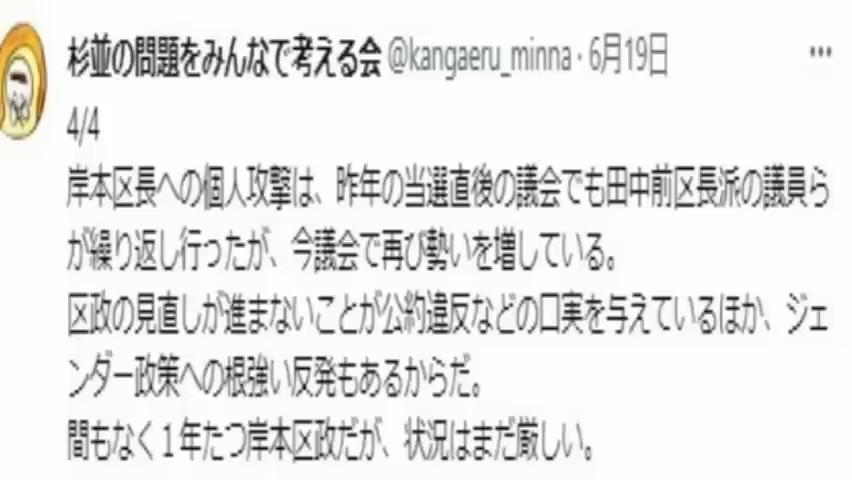 杉並の問題をみんなで考える会 @kangaeru_minna · 6月19日 …
4/4
岸本区長への個人攻撃は、昨年の当選直後の議会でも田中前区長派の議員ら
が繰り返し行ったが、今議会で再び勢いを増している。
区政の見直しが進まないことが公約違反などの口実を与えているほか、ジェ
ンダー政策への根強い反発もあるからだ。
間もなく１年たつ岸本区政だが、状況はまだ厳しい。